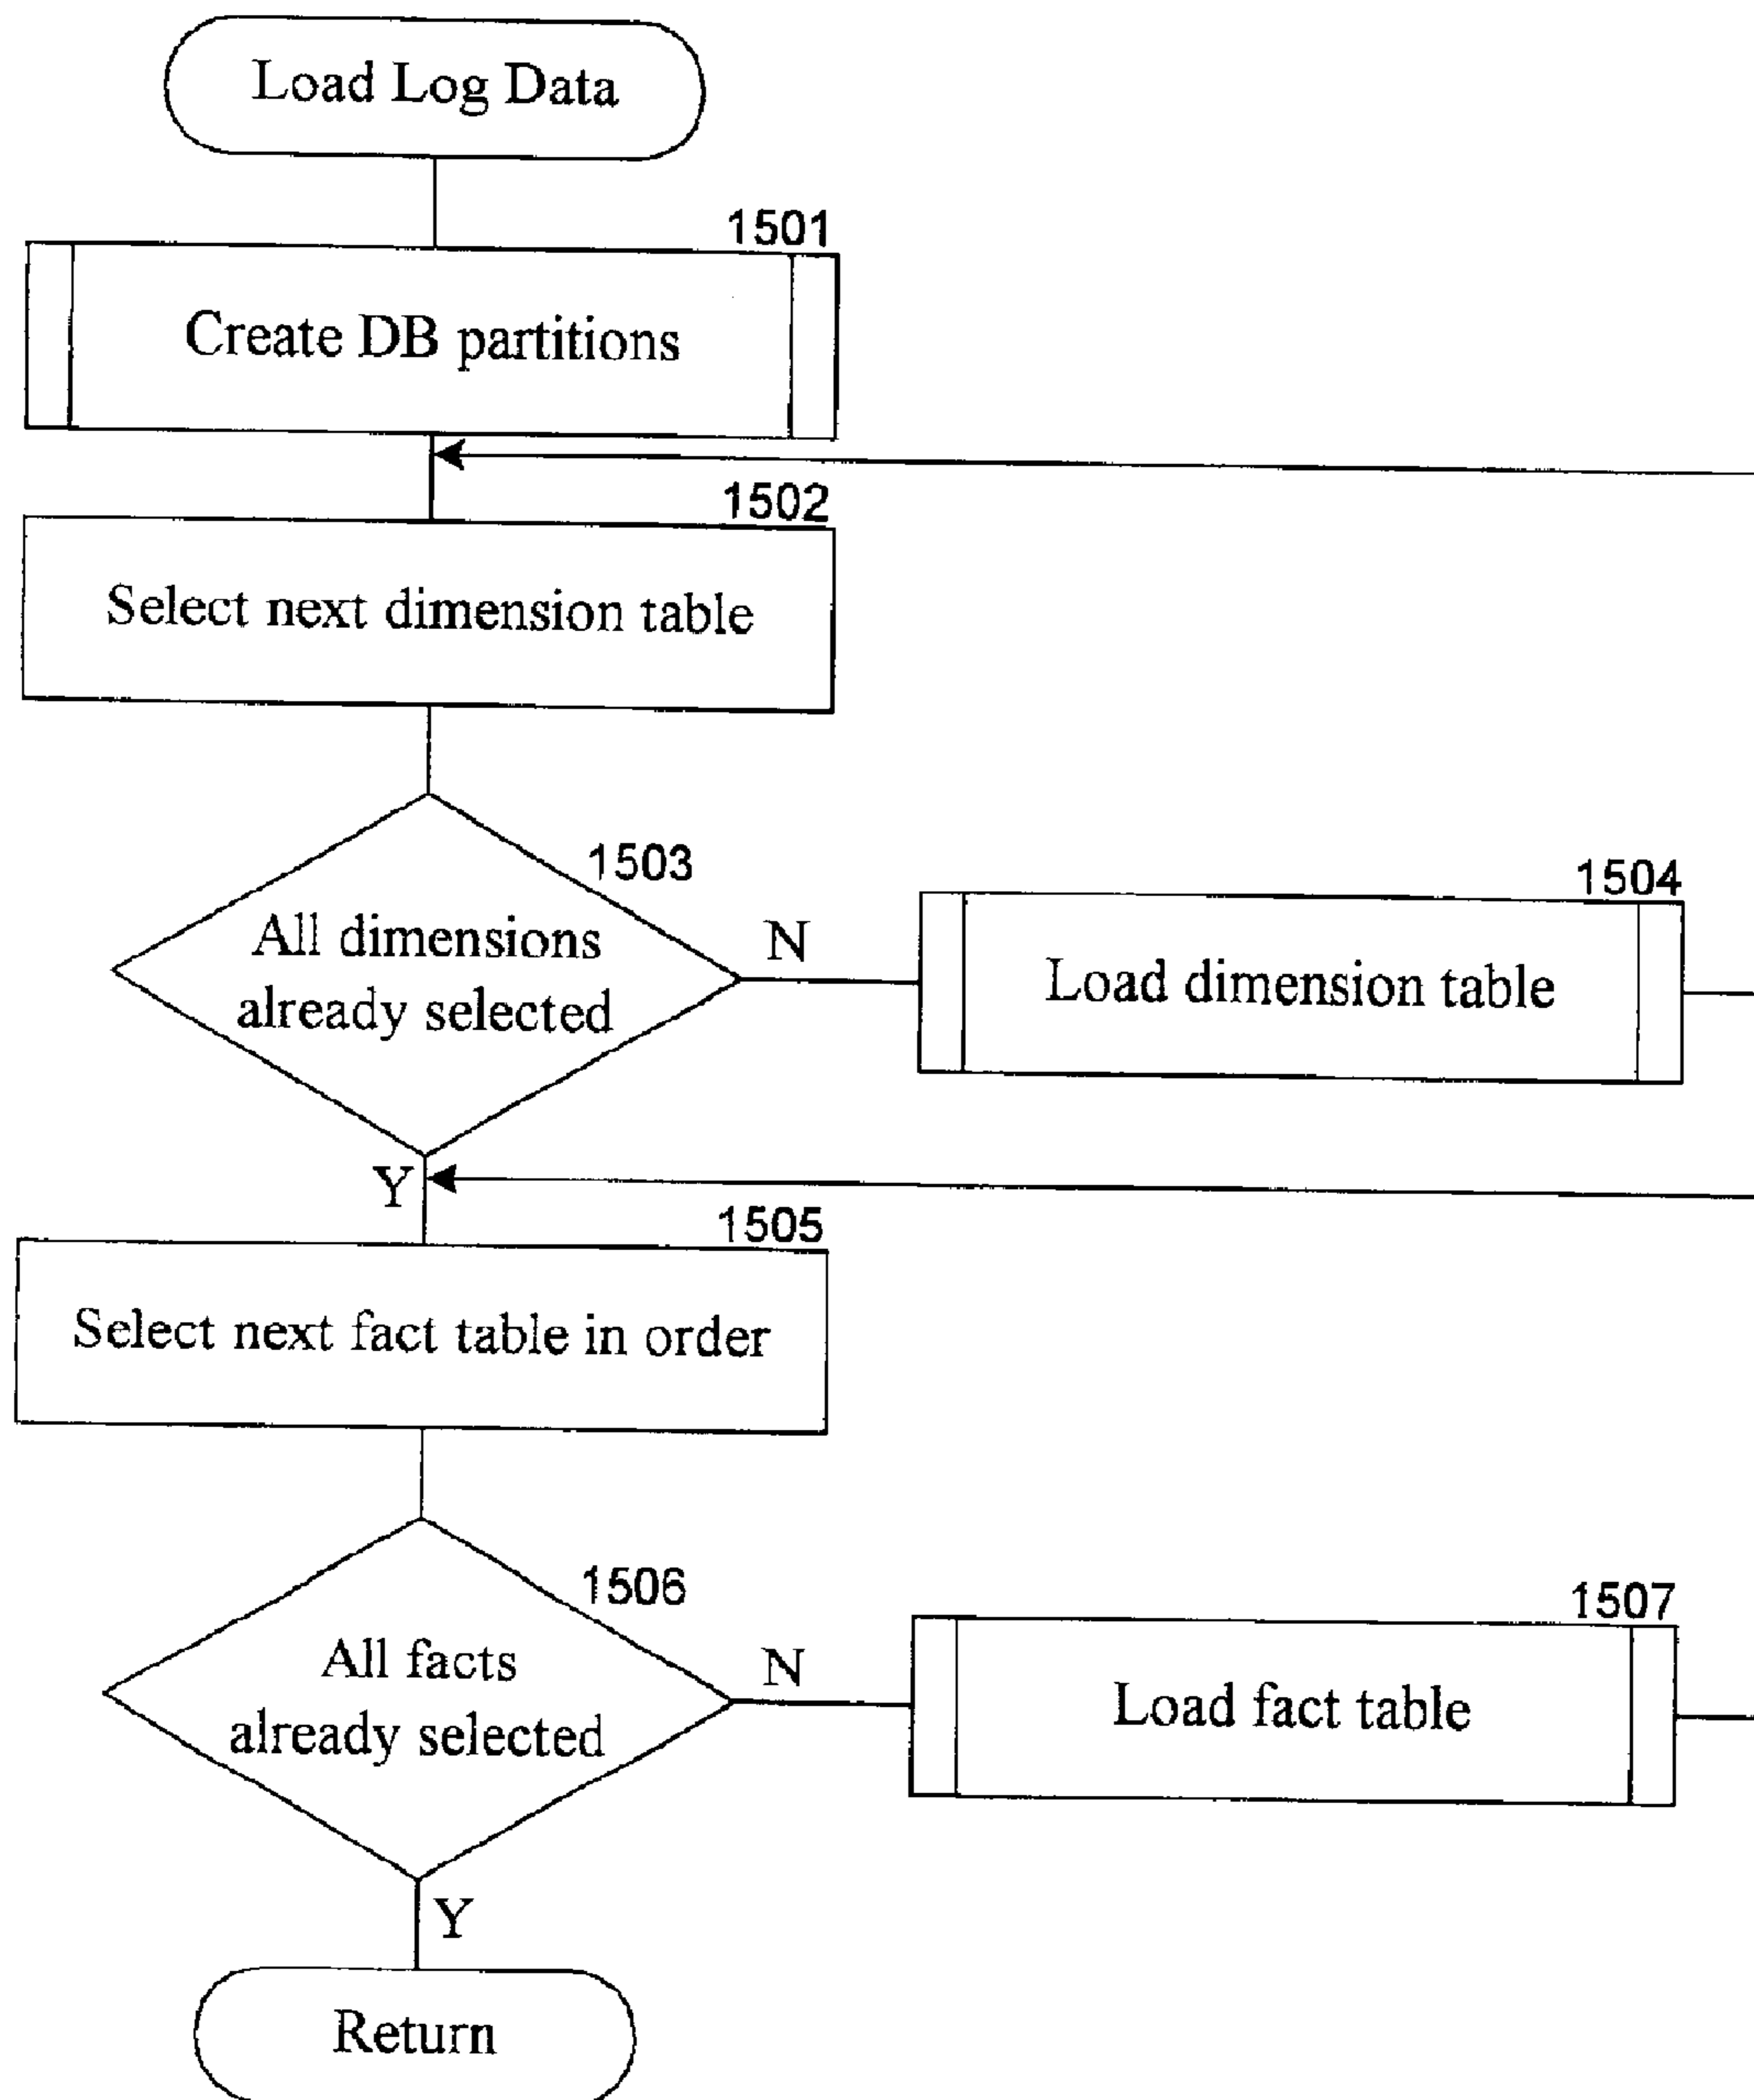 Load Log Data
1501
Create DB partitions
1502
Select next dimension table
1503
All dimensions
already selected
N
1504
Load dimension table
Y
1505
Select next fact table in order
1506
All facts
already selected
N
1507
Load fact table
Y
Return